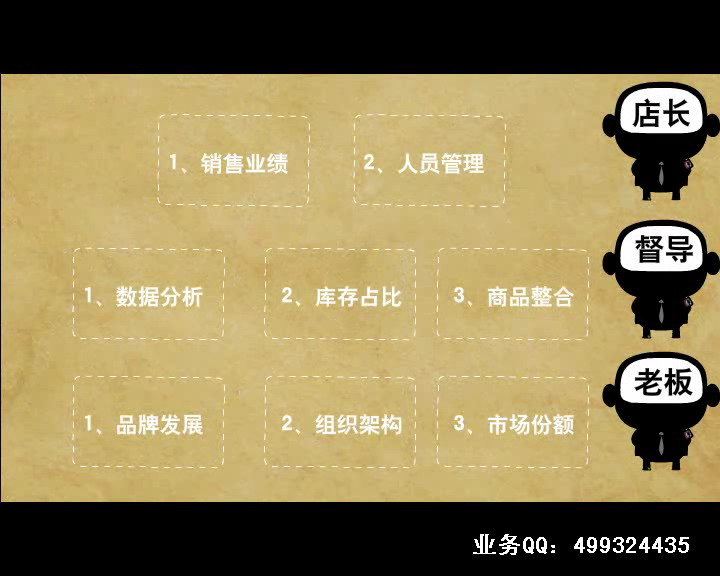 1、销售业绩 2、人员管理 店长
1、数据分析 2、库存占比 3、商品整合 督导
1、品牌发展 2、组织架构 3、市场份额 老板
业务QQ：499324435